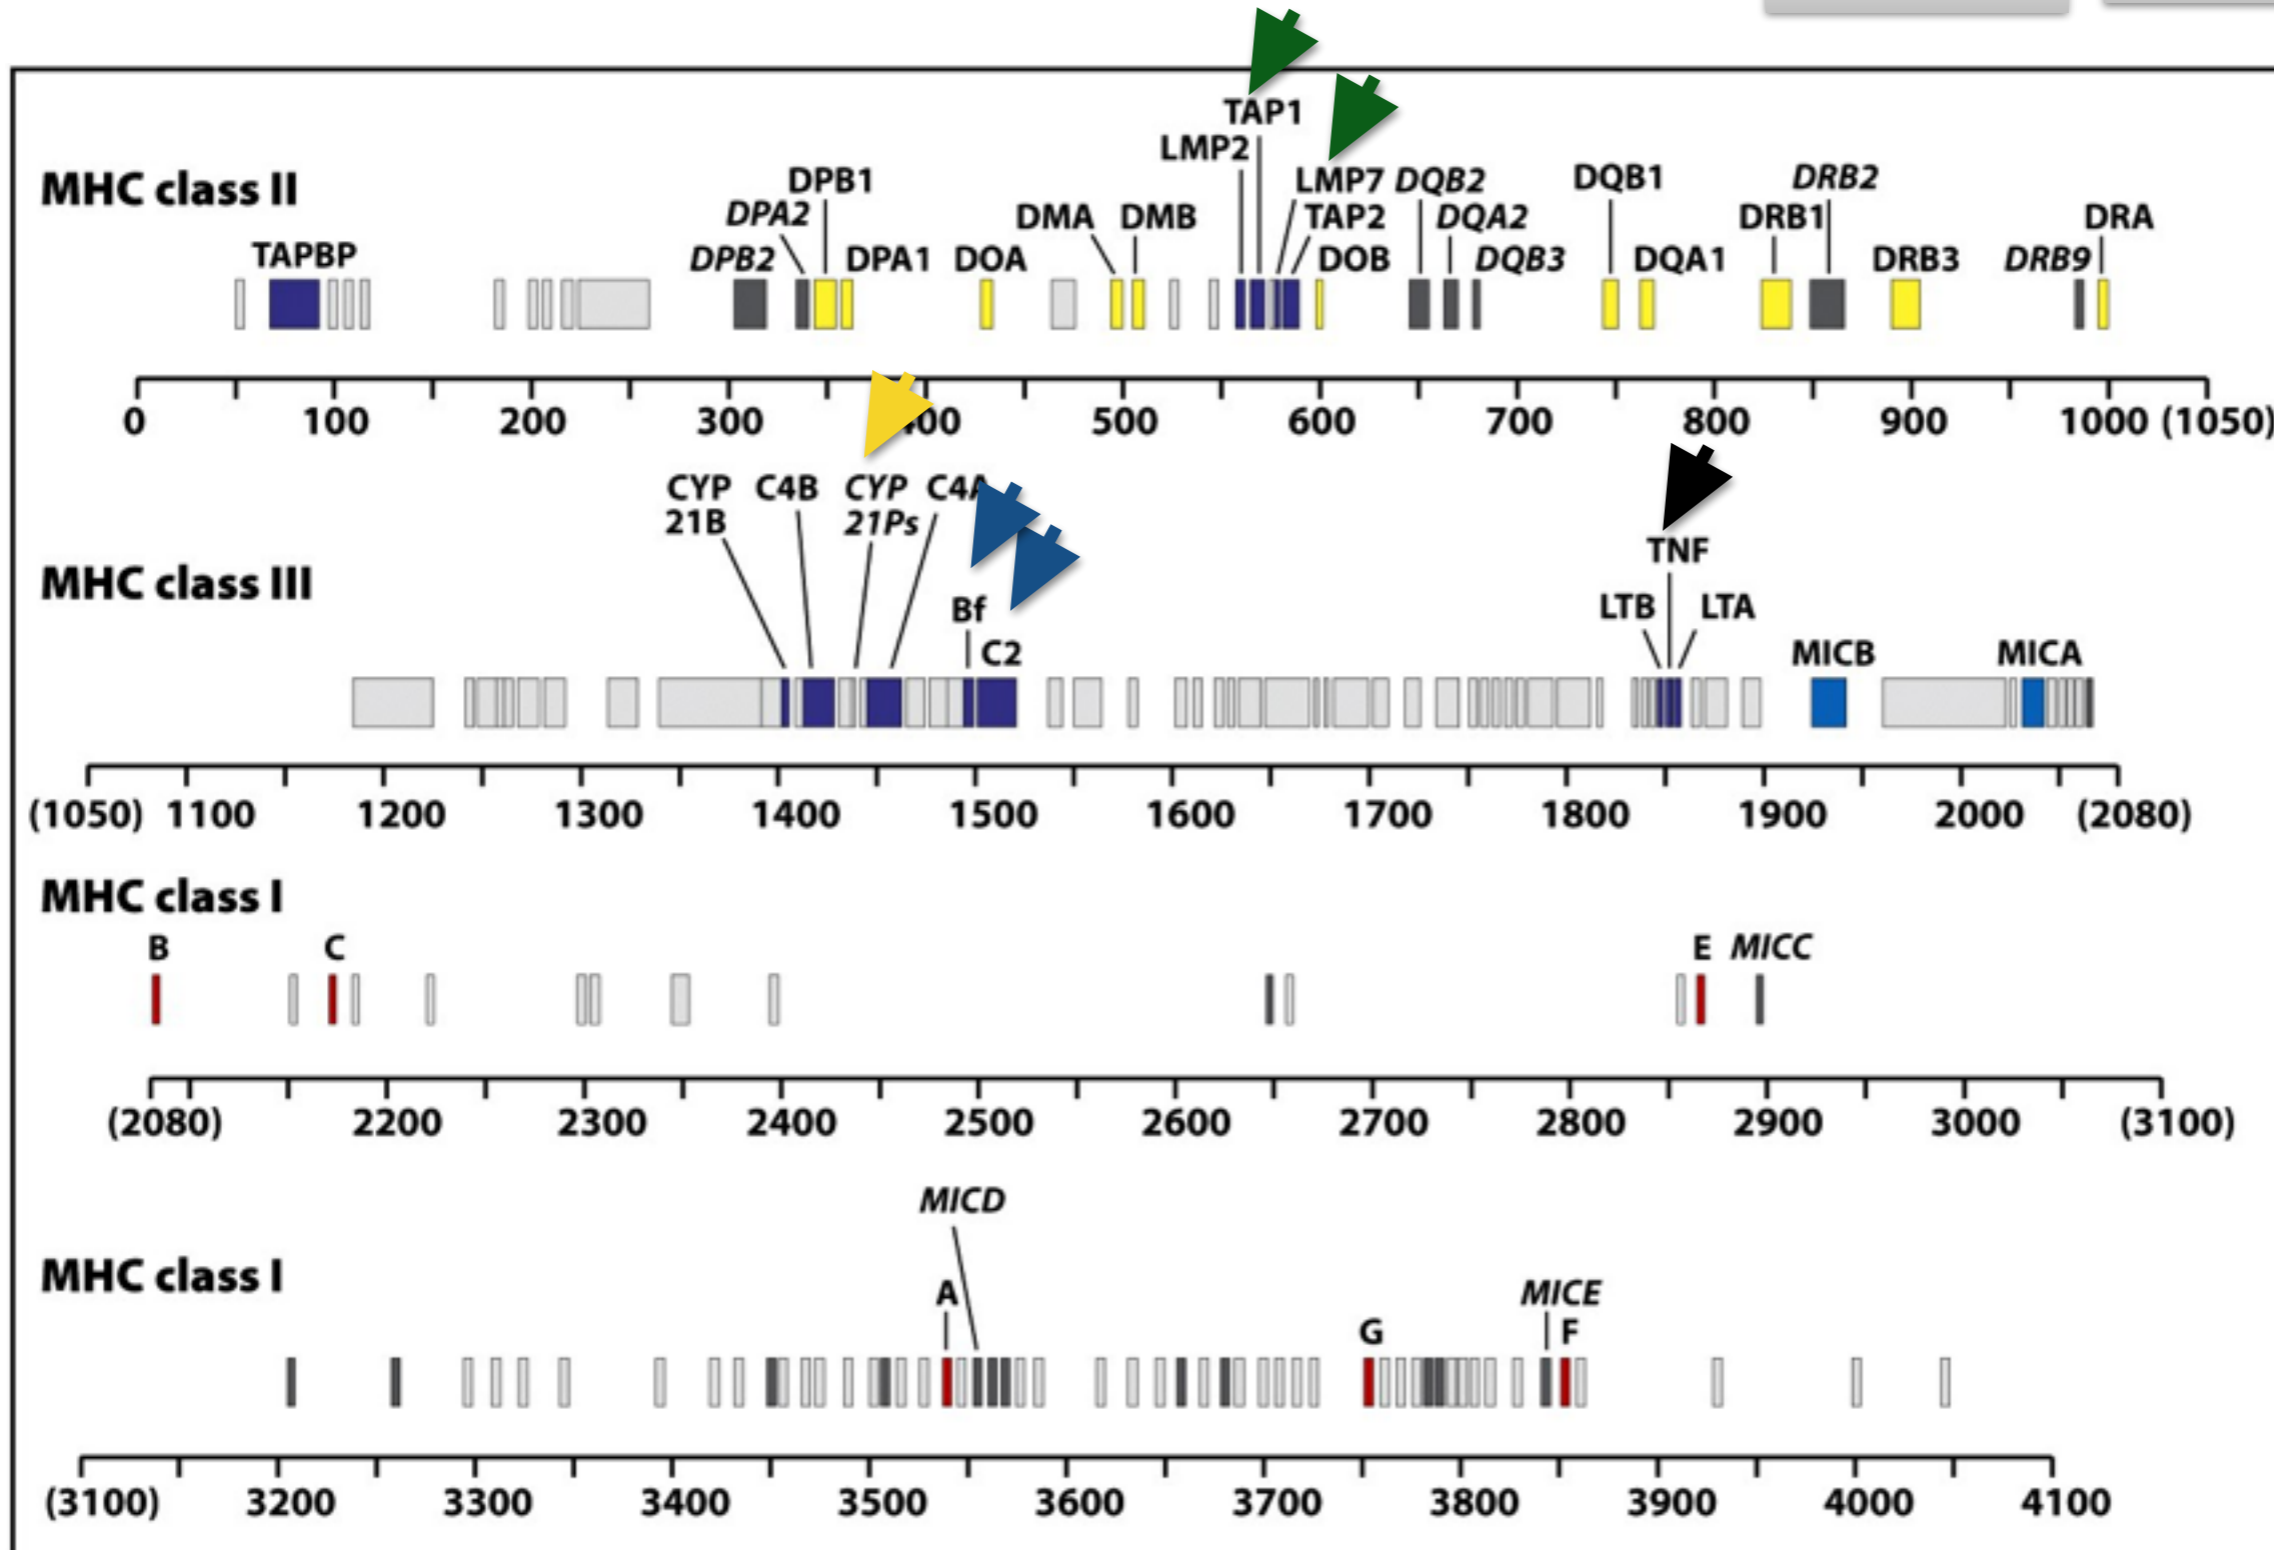 TAP1
LMP2
MHC class II
DPB1
LMP7 DQB2
DQB1
DRB2
DPA2
DMA DMB
TAP2
DQA2
DRB1
DRA
TAPBP
DPB2
DPA1 DOA
DOB
DQB3
DQA1
DRB3
DRB9
0 100 200 300 400 500 600 700 800 900 1000 (1050)
CYP C4B CYP C4A
21B 21Ps
TNF
MHC class III
Bf
LTB LTA
C2
MICB MICA
(1050) 1100 1200 1300 1400 1500 1600 1700 1800 1900 2000 (2080)
MHC class I
B C E MICC
(2080) 2200 2300 2400 2500 2600 2700 2800 2900 3000 (3100)
MICD
MHC class I
A
MICE
G F
(3100) 3200 3300 3400 3500 3600 3700 3800 3900 4000 4100